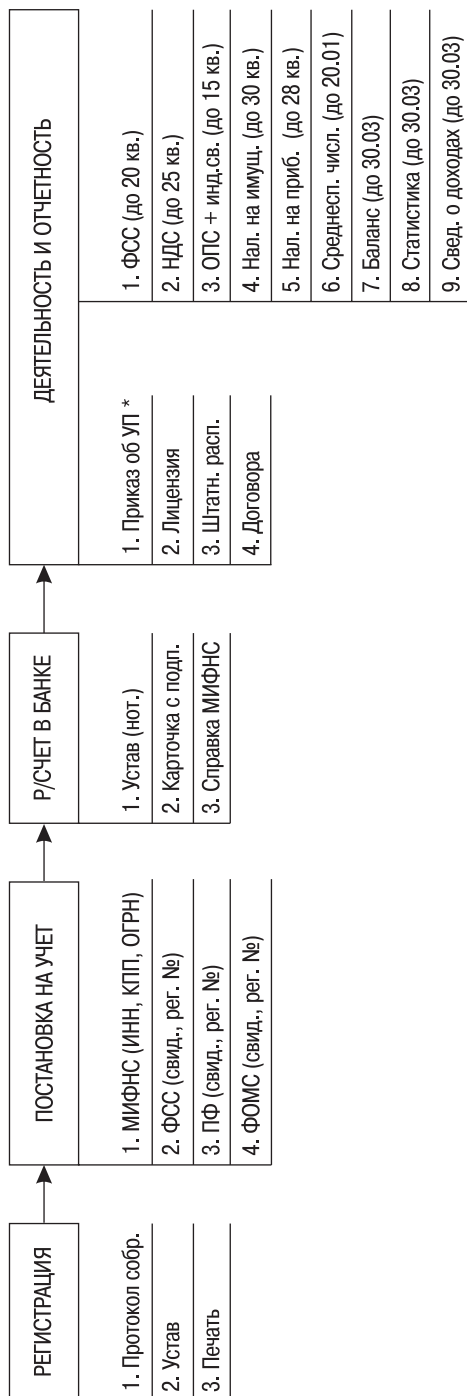 РЕГИСТРАЦИЯ
1. Протокол собр.
2. Устав
3. Печать
ПОСТАНОВКА НА УЧЕТ
1. МИФНС (ИНН, КПП, ОГРН)
2. ФСС (свид., рег. №)
3. ПФ (свид., рег. №)
4. ФОМС (свид., рег. №)
Р/СЧЕТ В БАНКЕ
1. Устав (нот.)
2. Карточка с подп.
3. Справка МИФНС
ДЕЯТЕЛЬНОСТЬ И ОТЧЕТНОСТЬ
1. Приказ об УП *
2. Лицензия
3. Штатн. расп.
4. Договора
1. ФСС (до 20 кв.)
2. НДС (до 25 кв.)
3. ОПС + инд.св. (до 15 кв.)
4. Нал. на имущ. (до 30 кв.)
5. Нал. на приб. (до 28 кв.)
6. Среднесп. числ. (до 20.01)
7. Баланс (до 30.03)
8. Статистика (до 30.03)
9. Свед. о доходах (до 30.03)